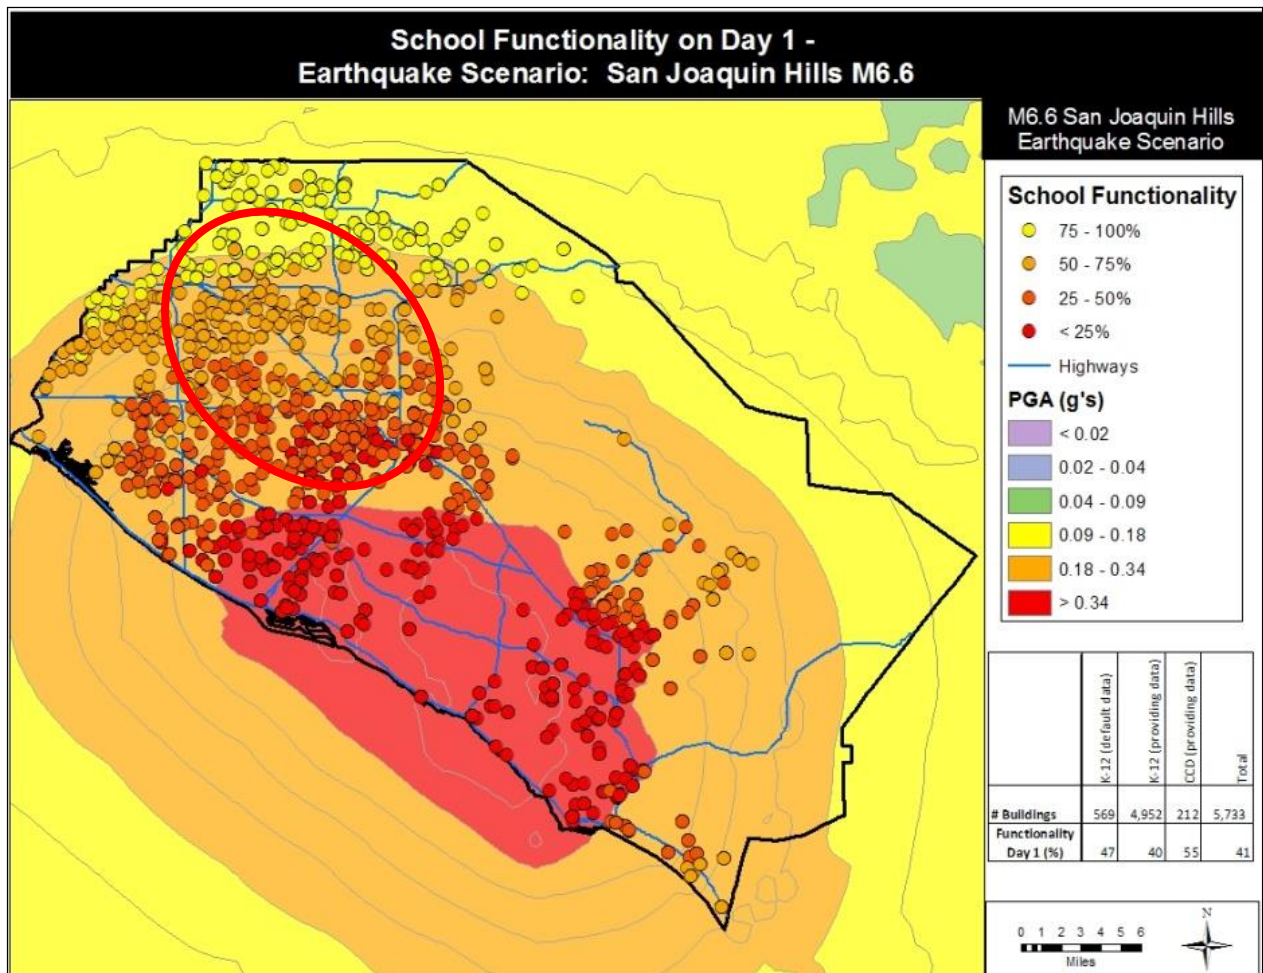 School Functionality on Day 1 -
Earthquake Scenario: San Joaquin Hills M6.6
M6.6 San Joaquin Hills
Earthquake Scenario
School Functionality
75 - 100%
50 - 75%
25 - 50%
< 25%
Highways
PGA (g's)
< 0.02
0.02 - 0.04
0.04 - 0.09
0.09 - 0.18
0.18 - 0.34
> 0.34
K-12 (default data) K-12 (providing data) CCD (providing data) Total
# Buildings 569 4,952 212 5,733
Functionality
Day 1 (%) 47 40 55 41
N
0 1 2 3 4 5 6
Miles